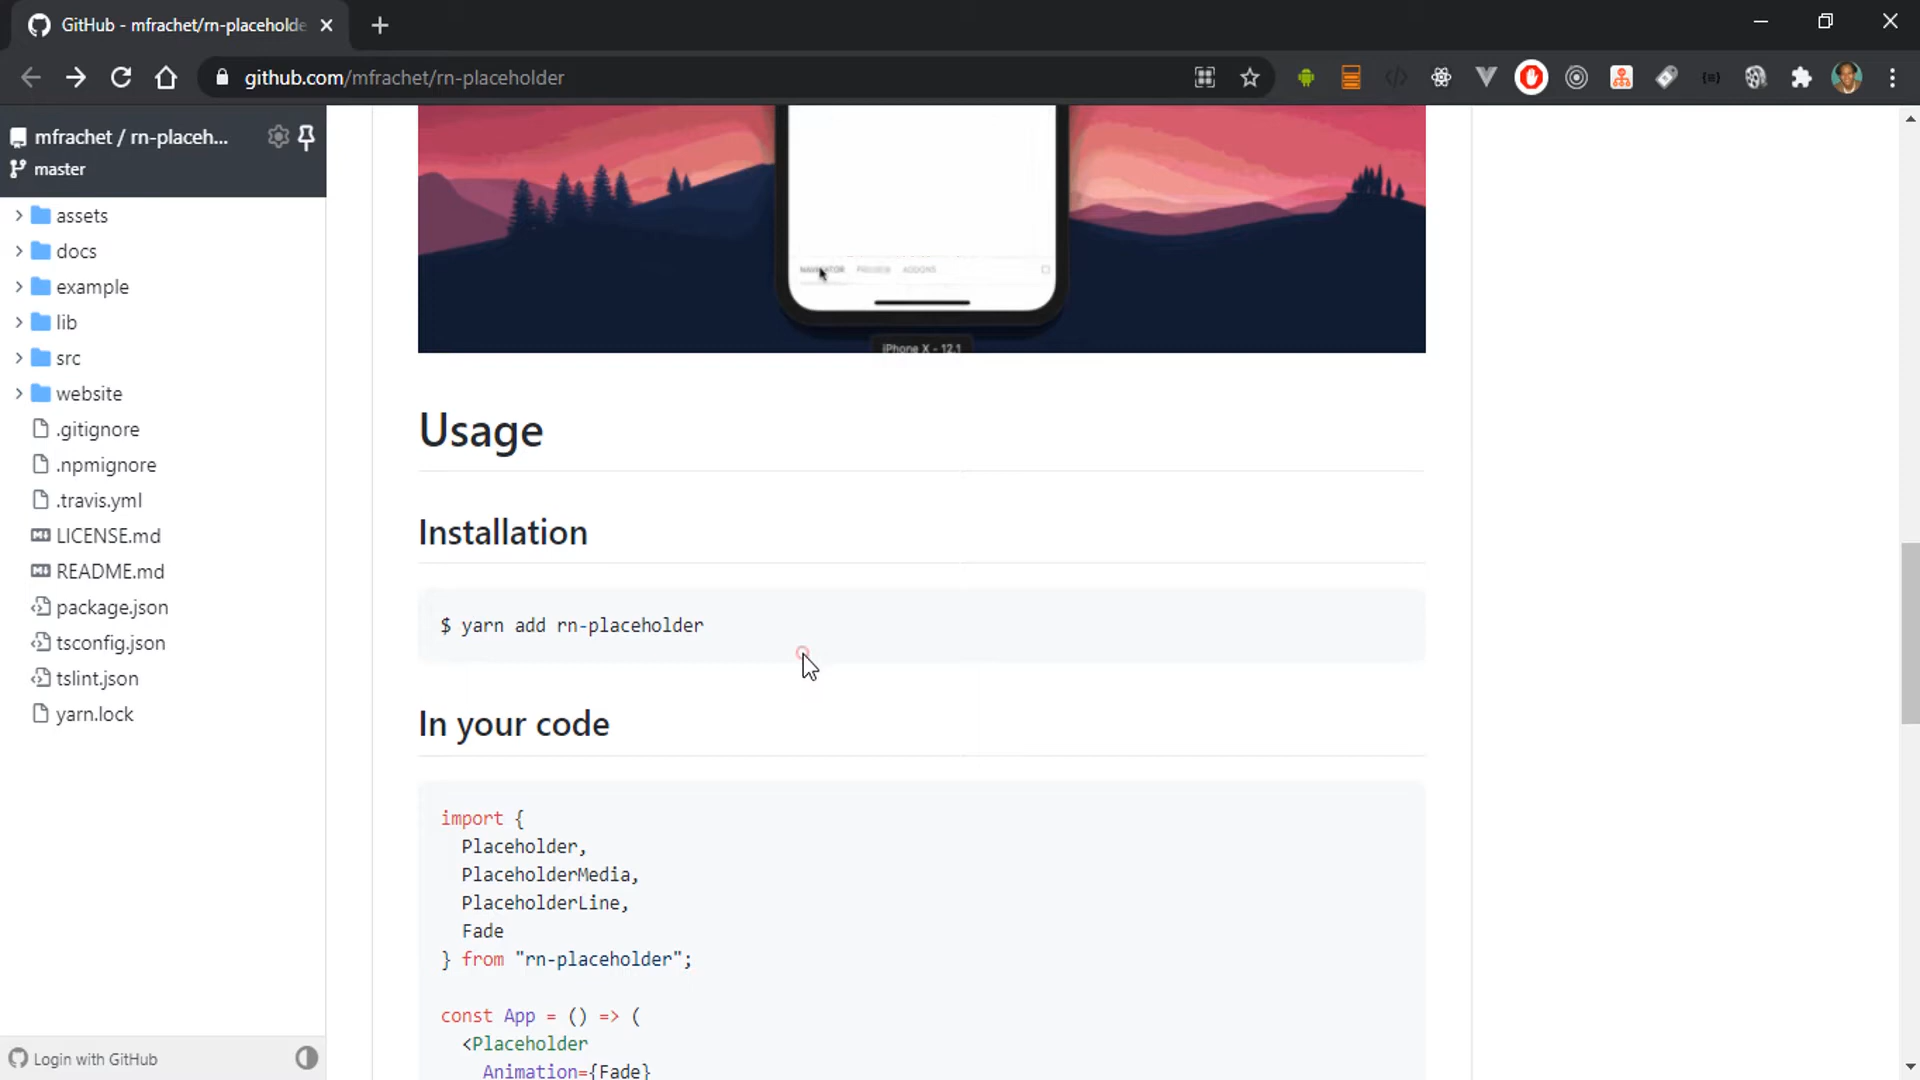 GitHub - mfrachet/rn-placeholde
github.com/mfrachet/rn-placeholder
mfrachet / rn-placeh...
master
assets
docs
example
lib
src
website
.gitignore
.npmignore
.travis.yml
LICENSE.md
README.md
package.json
tsconfig.json
tslint.json
yarn.lock
Login with GitHub
NAVIGATOR PREVIEW ADDONS
iPhone X - 12.1
Usage
Installation
$ yarn add rn-placeholder
In your code
import {
Placeholder,
PlaceholderMedia,
PlaceholderLine,
Fade
} from "rn-placeholder";
const App = () => (
<Placeholder
Animation={Fade}